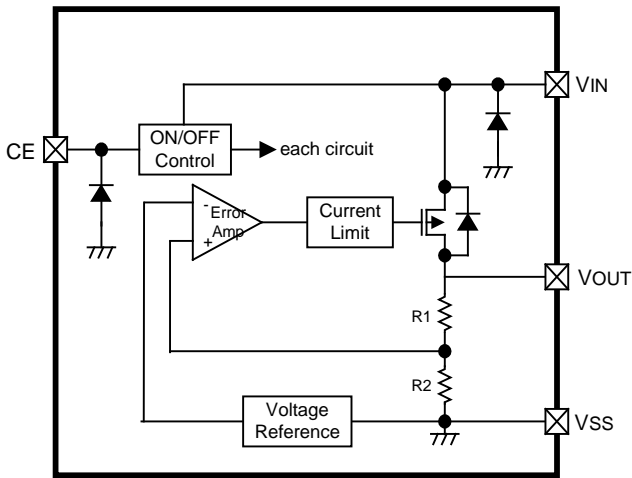 VIN
ON/OFF
Control
CE
each circuit
-
Error
Amp
+
Current
Limit
VOUT
R1
R2
Voltage
Reference
VSS